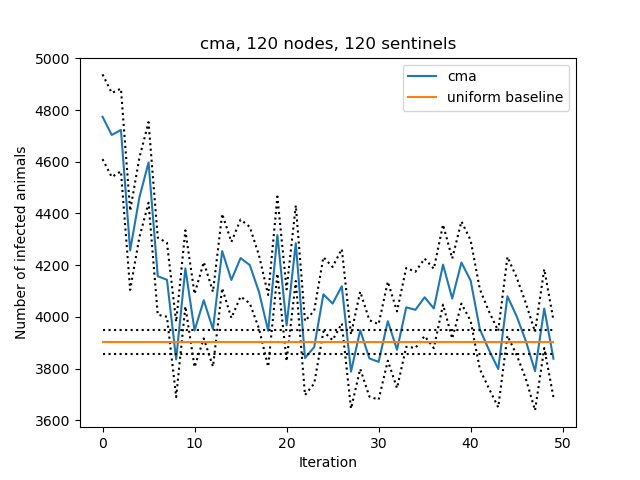 cma, 120 nodes, 120 sentinels
cma
uniform baseline
Number of infected animals
5000
4800
4600
4400
4200
4000
3800
3600
0 10 20 30 40 50
Iteration